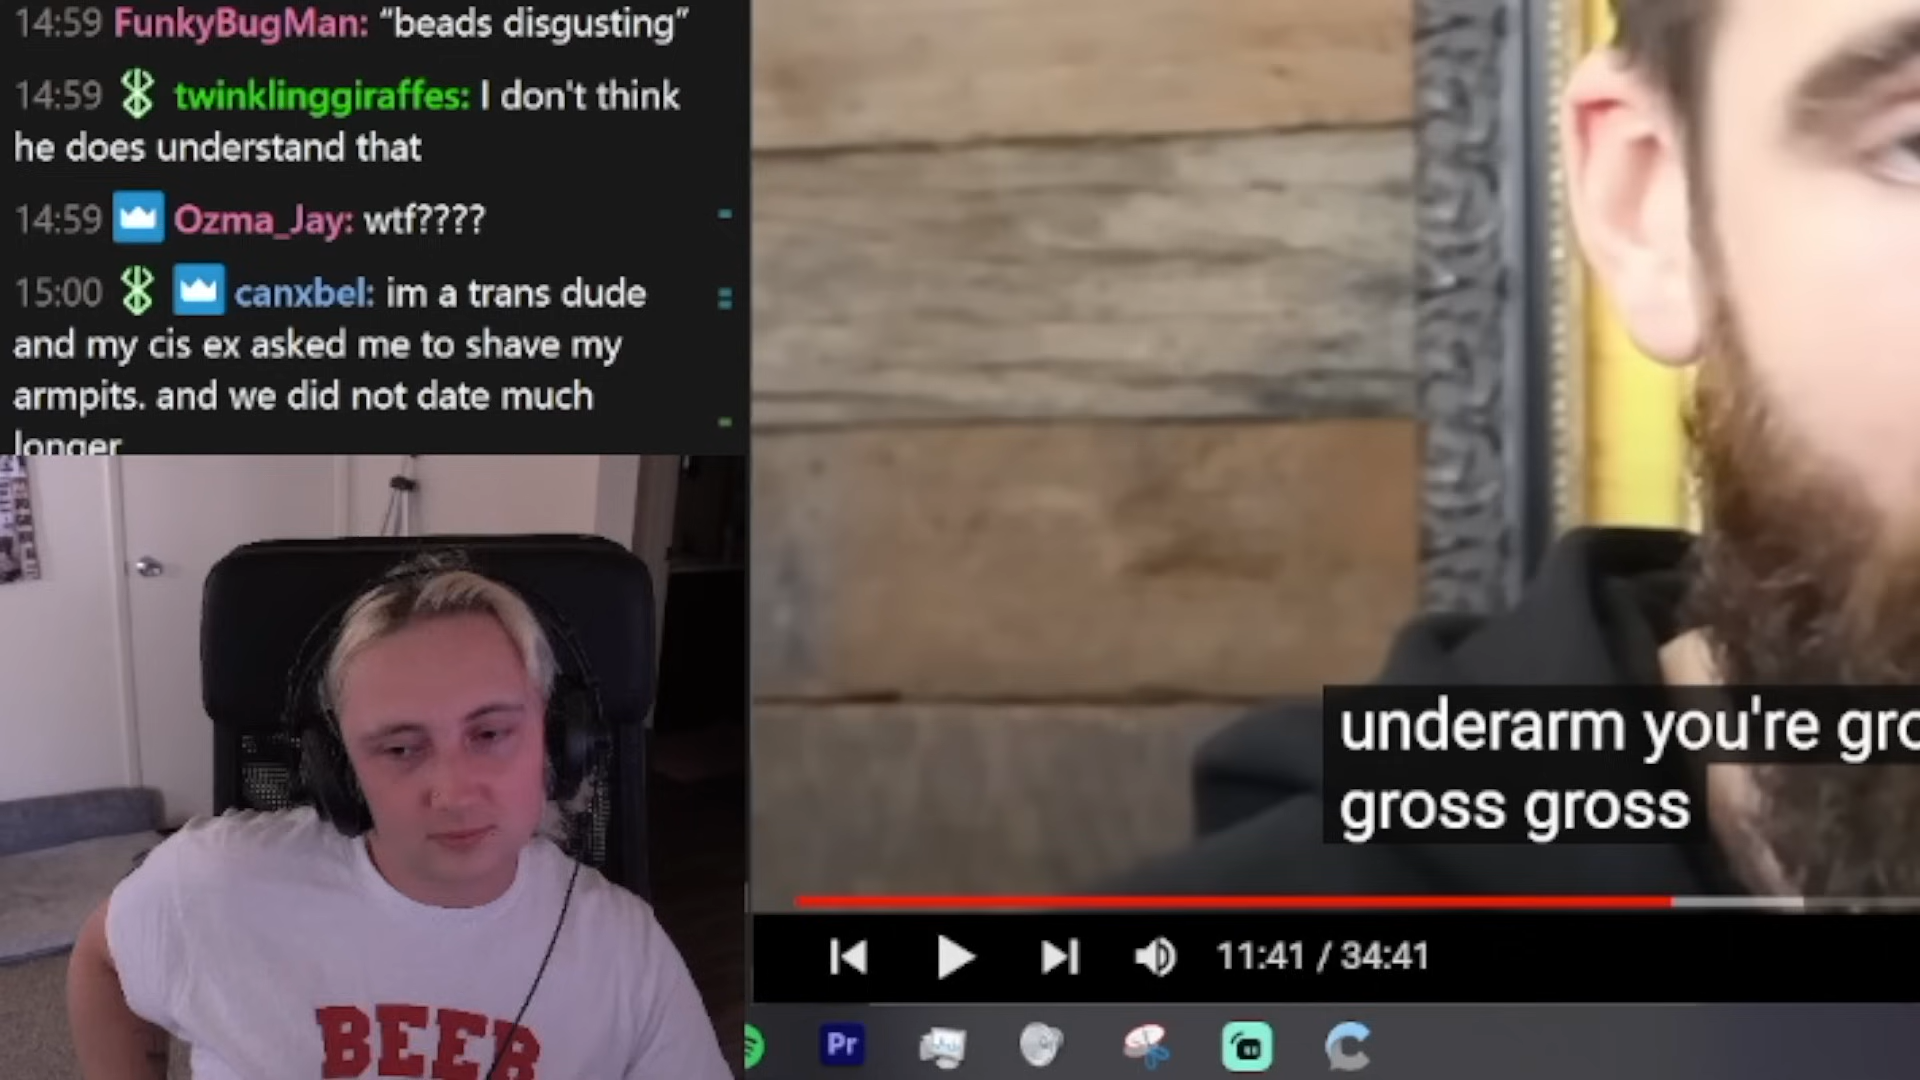 14:59 FunkyBugMan: “beads disgusting”
14:59 twinklinggiraffes: I don't think
he does understand that
14:59 Ozma_Jay: wtf????
15:00 canxbel: im a trans dude
and my cis ex asked me to shave my
armpits. and we did not date much
longer
underarm you're gro
gross gross
11:41 / 34:41
Pr
BEER